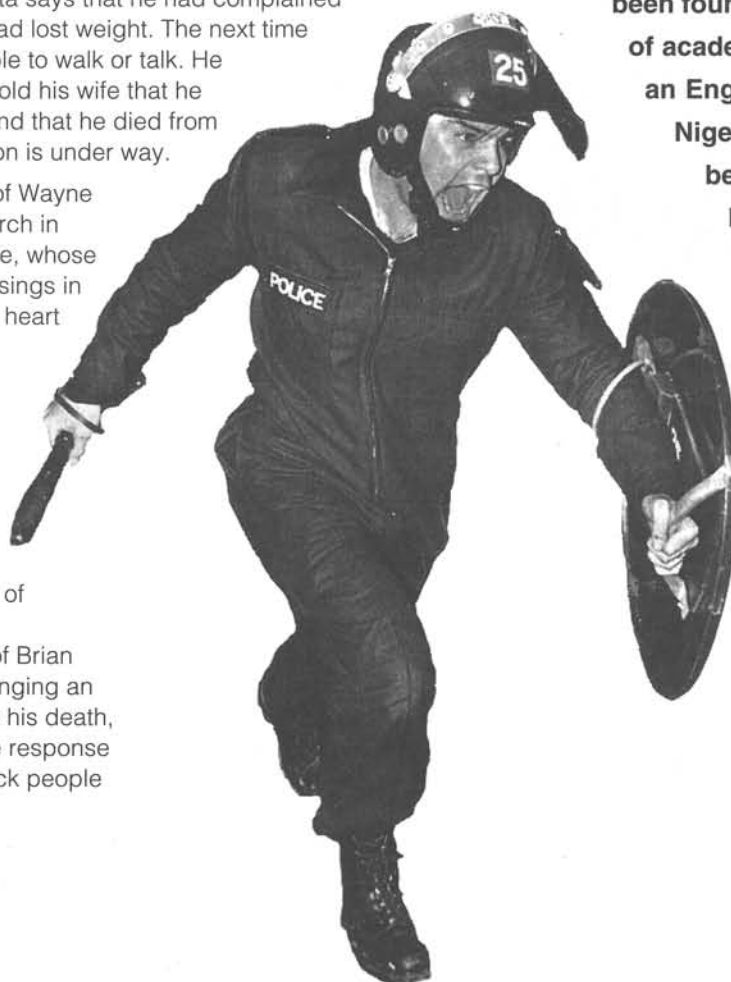 ta says that he had complained
ad lost weight. The next time
ble to walk or talk. He
old his wife that he
nd that he died from
on is under way.
of Wayne
rch in
e, whose
sings in
heart
of
of Brian
nging an
his death,
e response
ck people
been foun
of acade
an Eng
Nige
be
25
POLICE